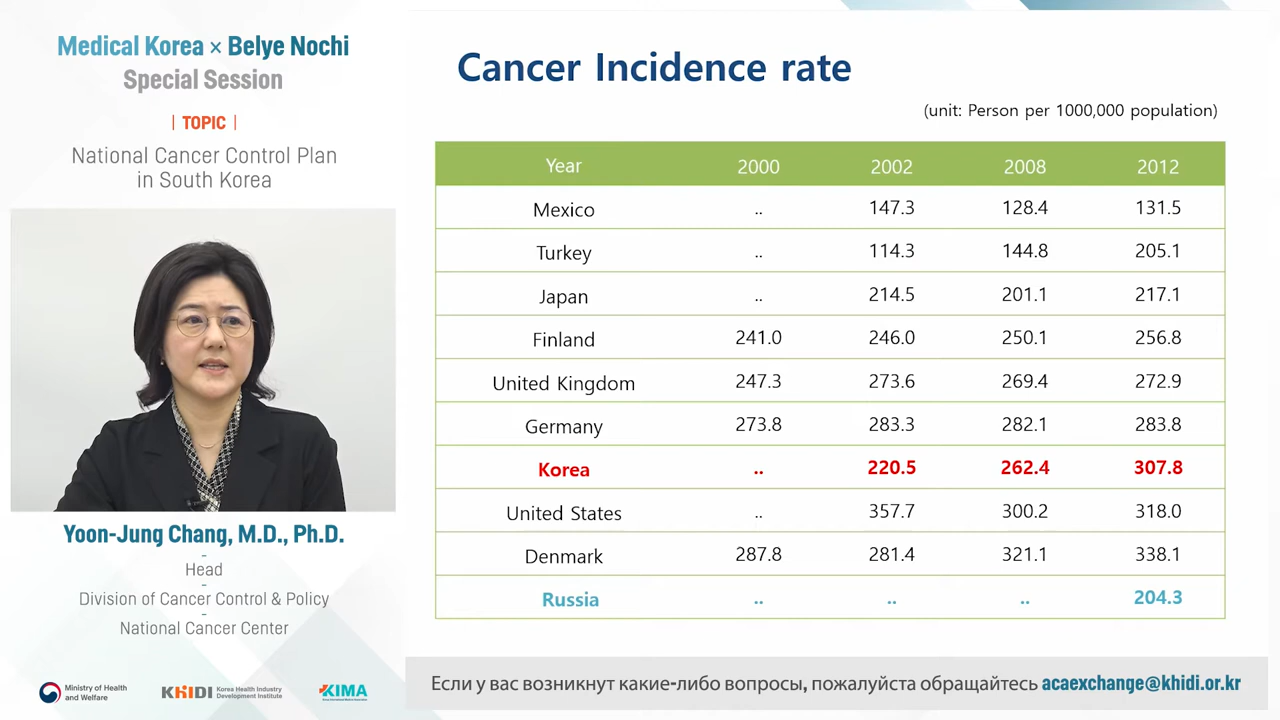 Medical Korea × Belye Nochi
Special Session
| TOPIC |
National Cancer Control Plan
in South Korea
Yoon-Jung Chang, M.D., Ph.D.
-
Head
-
Division of Cancer Control & Policy
-
National Cancer Center
Ministry of Health
and Welfare
KHIDI Korea Health Industry
Development Institute
KIMA
Cancer Incidence rate
(unit: Person per 1000,000 population)
Year 2000 2002 2008 2012
Mexico .. 147.3 128.4 131.5
Turkey .. 114.3 144.8 205.1
Japan .. 214.5 201.1 217.1
Finland 241.0 246.0 250.1 256.8
United Kingdom 247.3 273.6 269.4 272.9
Germany 273.8 283.3 282.1 283.8
Korea .. 220.5 262.4 307.8
United States .. 357.7 300.2 318.0
Denmark 287.8 281.4 321.1 338.1
Russia .. .. .. 204.3
Если у вас возникнут какие-либо вопросы, пожалуйста обращайтесь acaexchange@khidi.or.kr